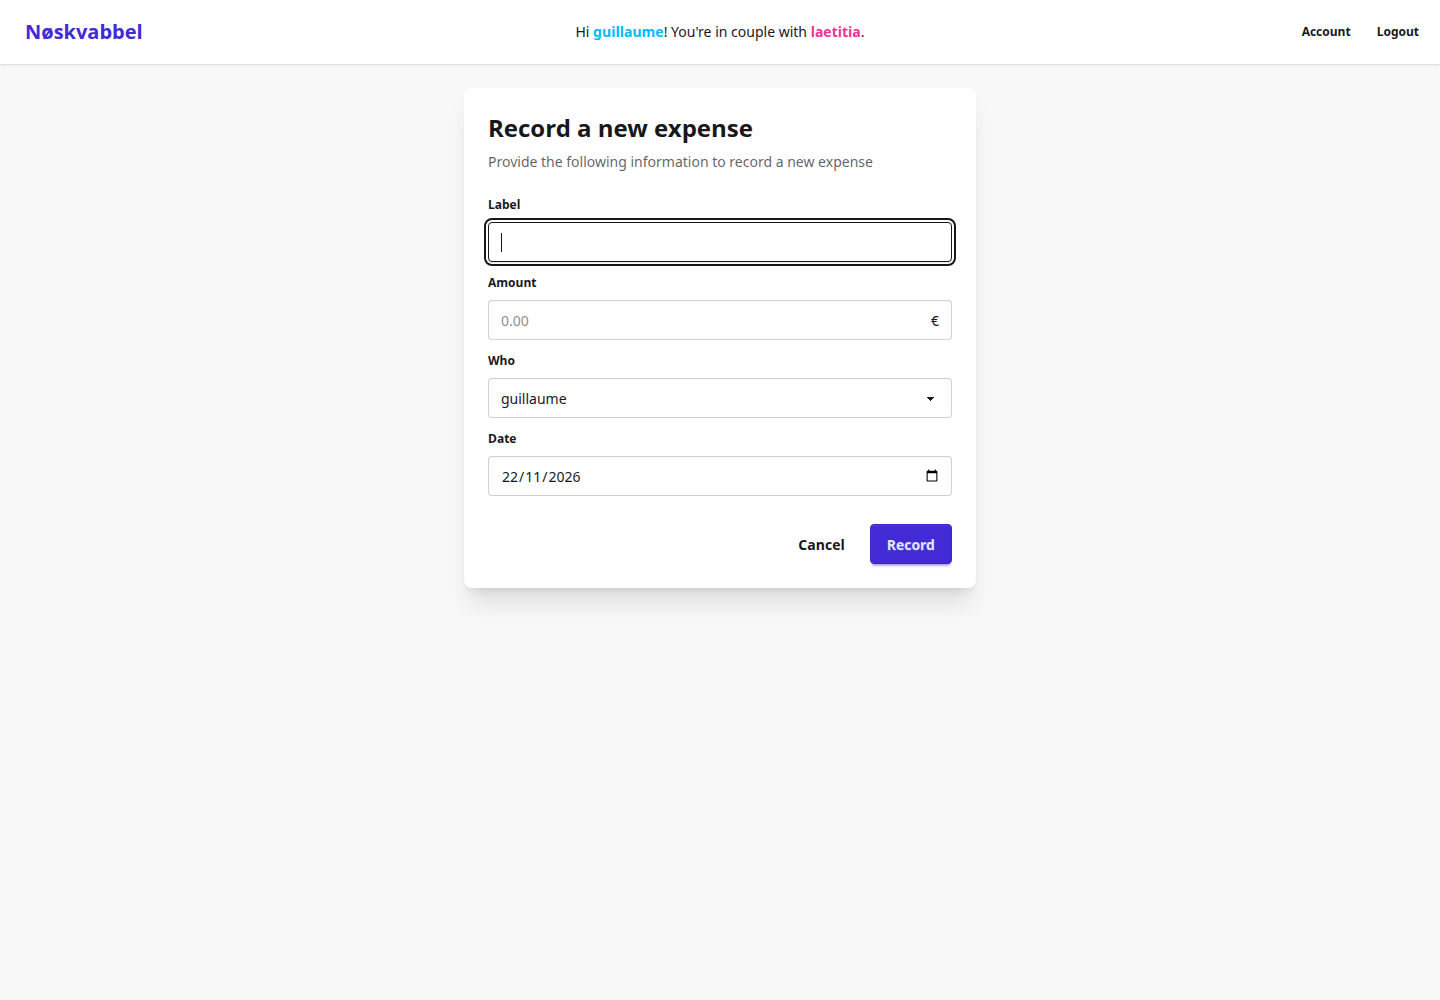 Nøskvabbel
Hi guillaume! You're in couple with laetitia.
Account
Logout
Record a new expense
Provide the following information to record a new expense
Label
Amount
0.00
€
Who
guillaume
Date
22/11/2026
Cancel
Record